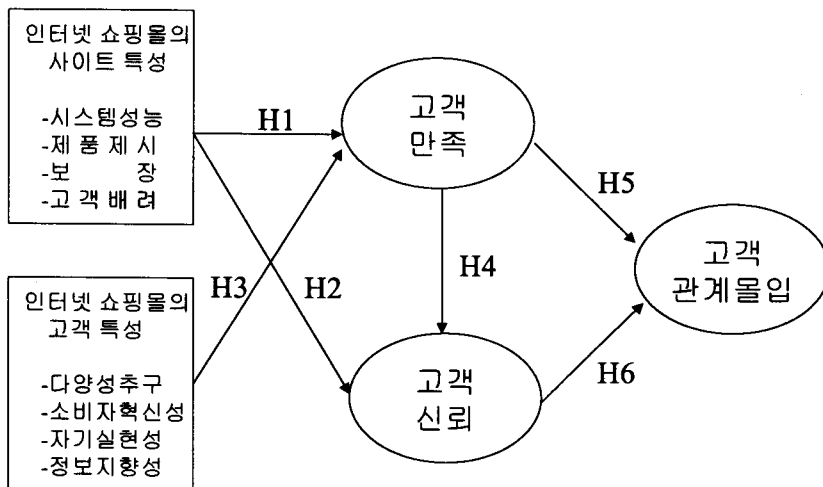 인터넷 쇼핑몰의
사이트 특성
-시스템성능
-제 품 제 시
-보 장
-고 객 배 려
H1
고객
만족
H5
H3
H2
H4
고객
관계몰입
인터넷 쇼핑몰의
고객 특성
-다양성추구
-소비자혁신성
-자기실현성
-정보지향성
고객
신뢰
H6